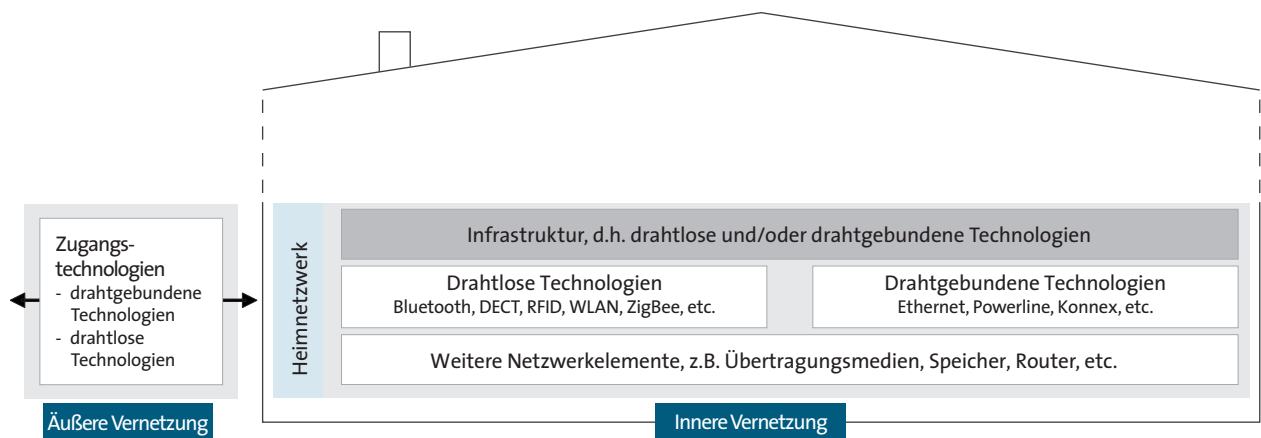 Zugangs-
technologien
- drahtgebundene
Technologien
- drahtlose
Technologien
Äußere Vernetzung
Heimnetzwerk
Infrastruktur, d.h. drahtlose und/oder drahtgebundene Technologien
Drahtlose Technologien
Bluetooth, DECT, RFID, WLAN, ZigBee, etc.
Drahtgebundene Technologien
Ethernet, Powerline, Konnex, etc.
Weitere Netzwerkelemente, z.B. Übertragungsmedien, Speicher, Router, etc.
Innere Vernetzung